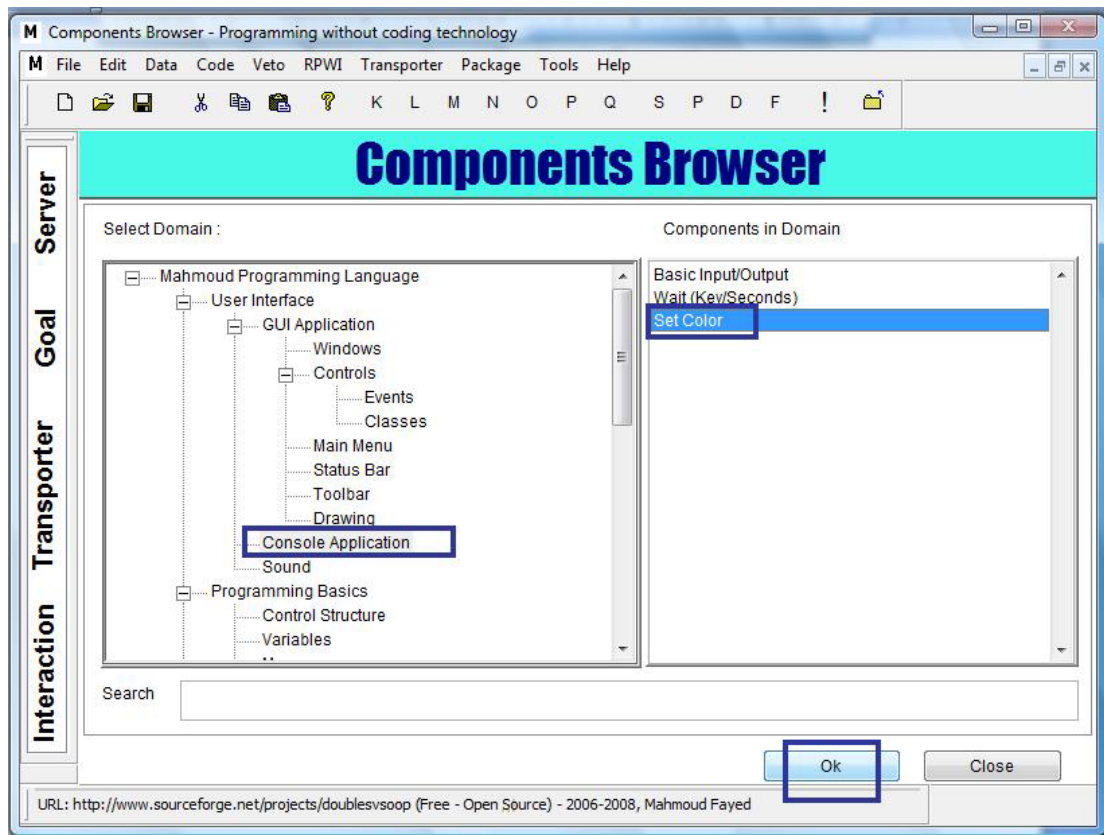 M Components Browser - Programming without coding technology
M File Edit Data Code Veto RPWI Transporter Package Tools Help
K L M N O P Q S P D F !
Components Browser
Server
Goal
Transporter
Interaction
Select Domain :
Mahmoud Programming Language
User Interface
GUI Application
Windows
Controls
Events
Classes
Main Menu
Status Bar
Toolbar
Drawing
Console Application
Sound
Programming Basics
Control Structure
Variables
Components in Domain
Basic Input/Output
Wait (Key/Seconds)
Set Color
Search
Ok
Close
URL: http://www.sourceforge.net/projects/doublesvsoop (Free - Open Source) - 2006-2008, Mahmoud Fayed